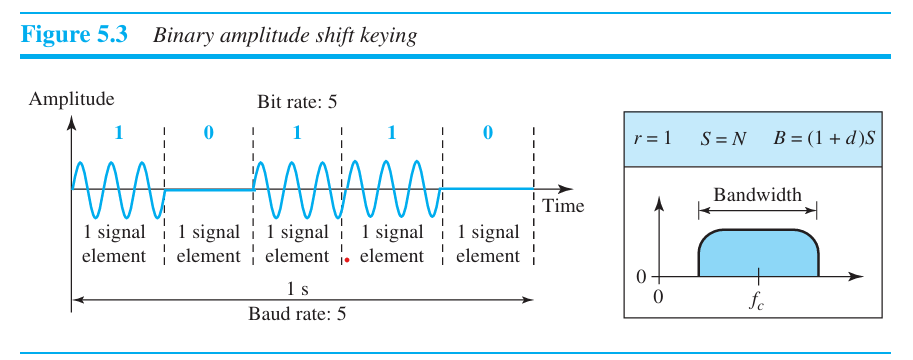 Figure 5.3 Binary amplitude shift keying
Amplitude
Bit rate: 5
1 0 1 1 0
Time
1 signal element
1 signal element
1 signal element
1 signal element
1 signal element
1 s
Baud rate: 5
r = 1 S = N B = (1 + d)S
Bandwidth
0
0
fc